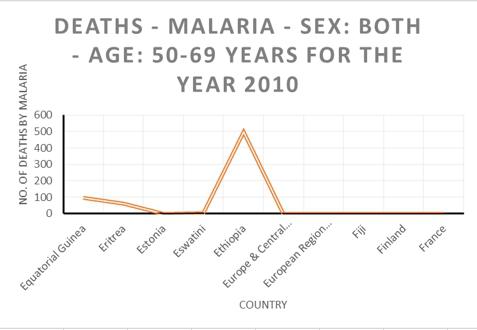 DEATHS - MALARIA - SEX: BOTH
- AGE: 50-69 YEARS FOR THE
YEAR 2010
NO. OF DEATHS BY MALARIA
600
500
400
300
200
100
0
Equatorial Guinea
Eritrea
Estonia
Eswatini
Ethiopia
Europe & Central...
European Region...
Fiji
Finland
France
COUNTRY